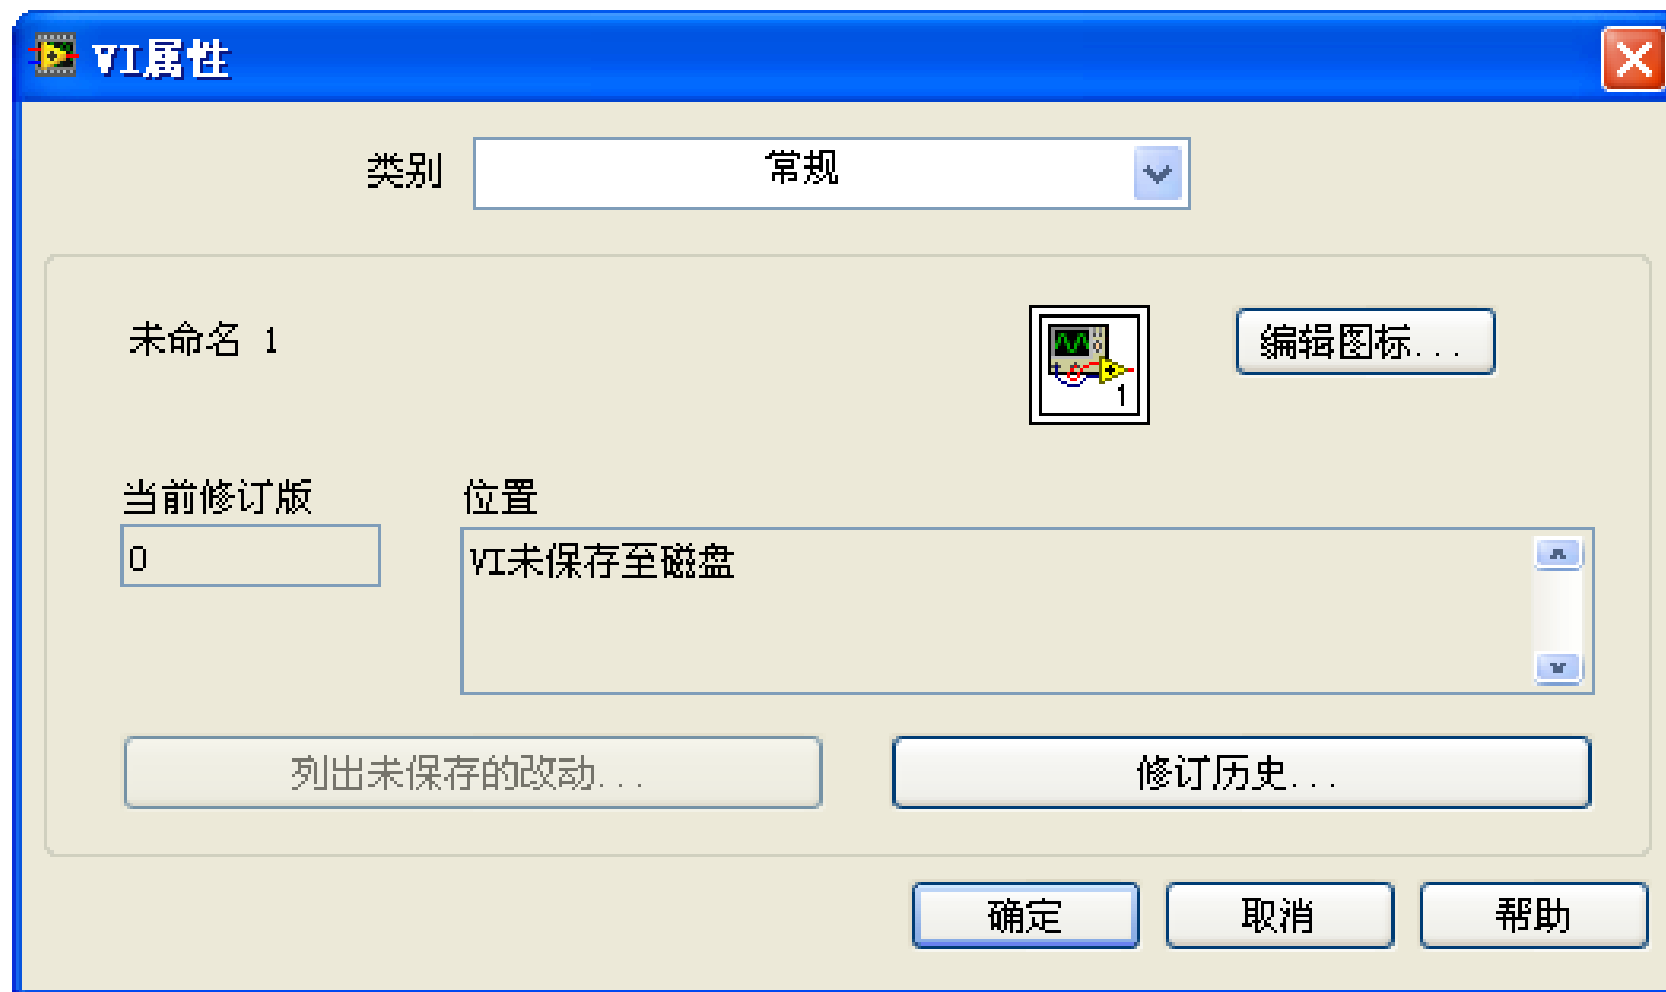 VI属性
类别 常规
未命名 1
1
编辑图标...
当前修订版 位置
0 VI未保存至磁盘
列出未保存的改动... 修订历史...
确定 取消 帮助